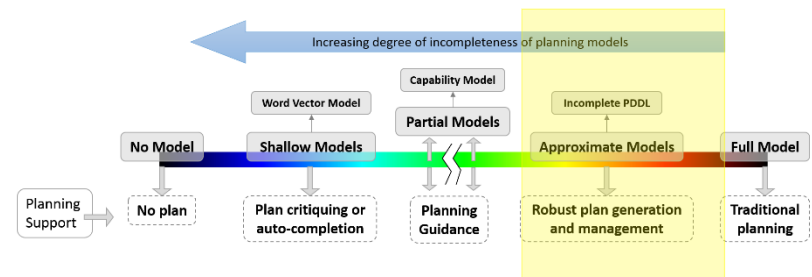 Increasing degree of incompleteness of planning models
Capability Model
Word Vector Model
Incomplete PDDL
Partial Models
No Model
Shallow Models
Approximate Models
Full Model
Planning
Support
No plan
Plan critiquing or
auto-completion
Planning
Guidance
Robust plan generation
and management
Traditional
planning